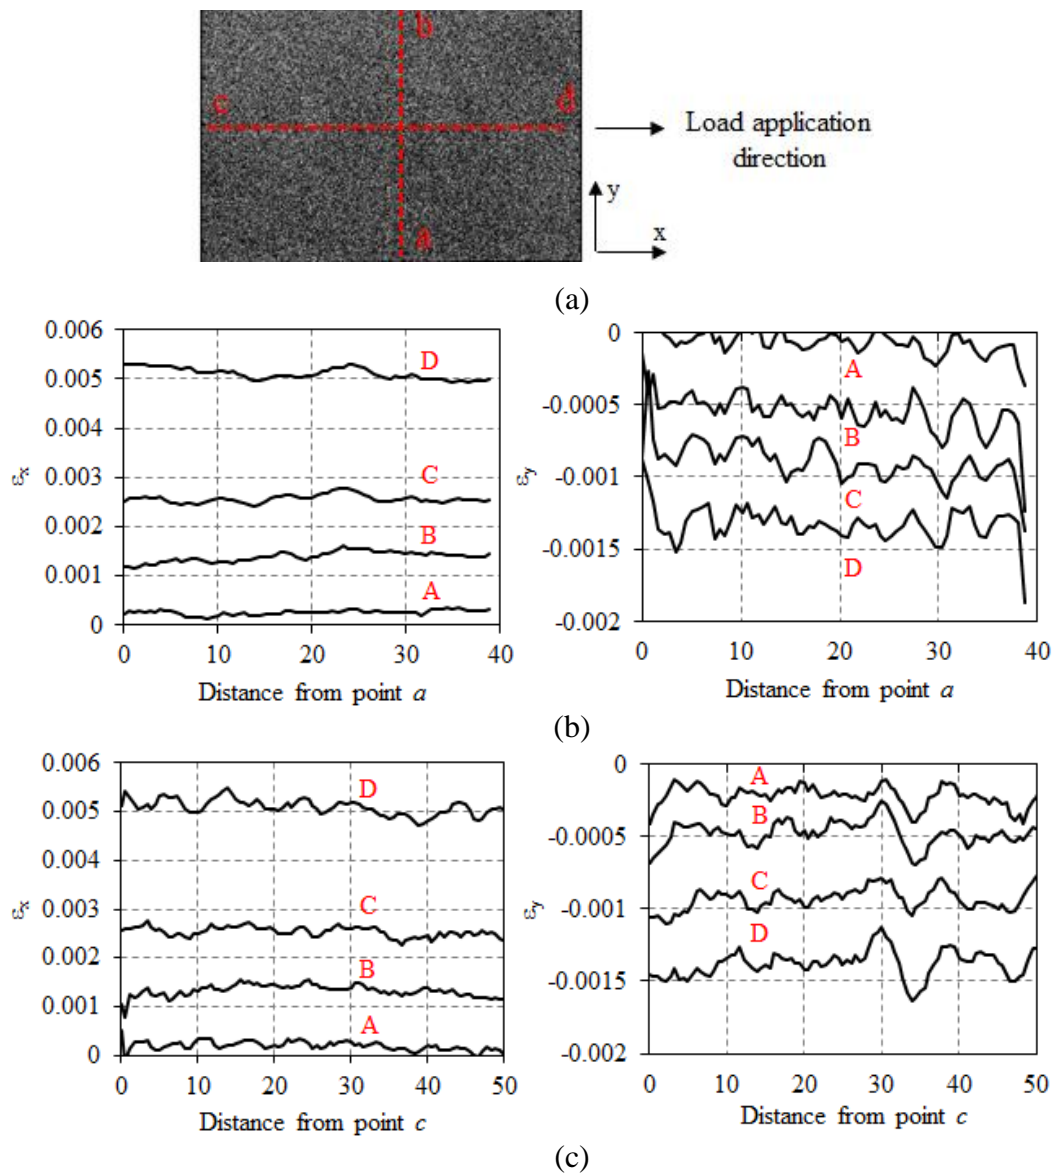 b
c
d
Load application
direction
y
x
a
(a)
0.006
0.005
0.004
0.003
0.002
0.001
0
εx
D
C
B
A
0 10 20 30 40
Distance from point a
0
-0.0005
-0.001
-0.0015
-0.002
εy
A
B
C
D
0 10 20 30 40
Distance from point a
(b)
0.006
0.005
0.004
0.003
0.002
0.001
0
εx
D
C
B
A
0 10 20 30 40 50
Distance from point c
0
-0.0005
-0.001
-0.0015
-0.002
εy
A
B
C
D
0 10 20 30 40 50
Distance from point c
(c)